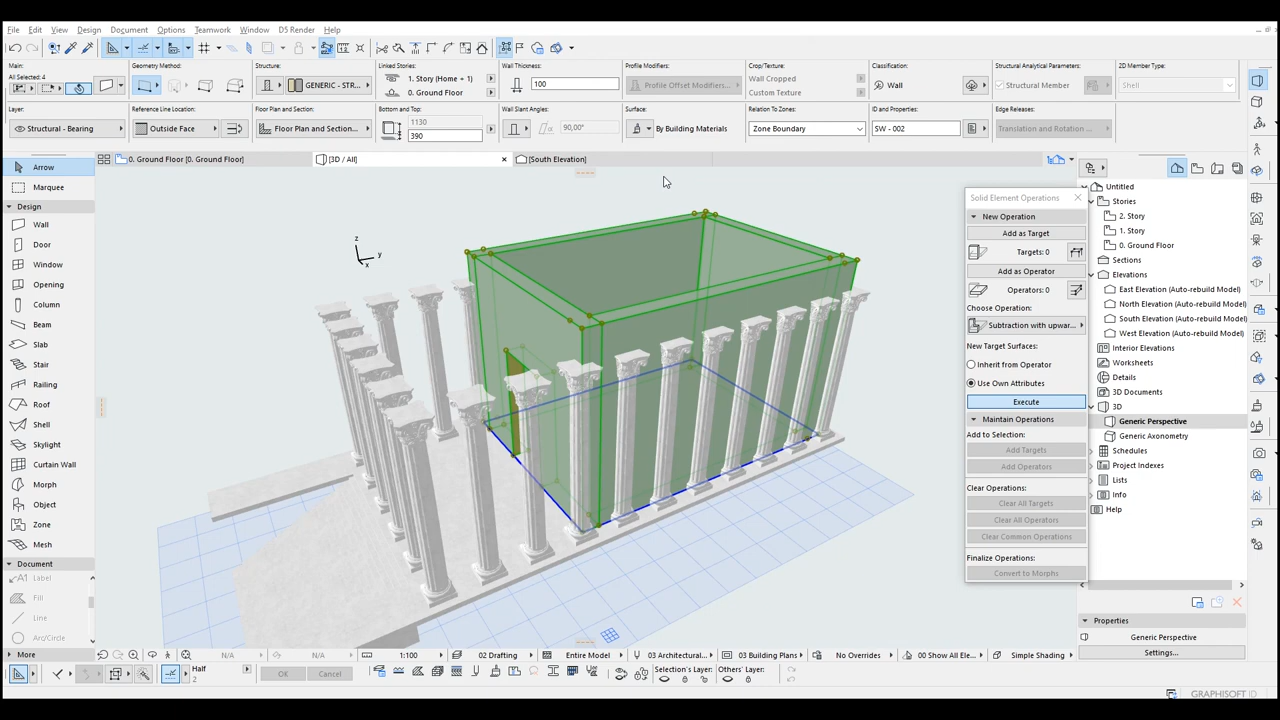 File Edit View Design Document Options Teamwork Window D5 Render Help
Main: Geometry Method: Structure: Linked Stories: Wall Thickness: Profile Modifiers: Crop/Texture: Classification: Structural Analytical Parameters: 2D Member Type:
All Selected: 4 GENERIC - STR... 1. Story (Home + 1) 100 Profile Offset Modifiers... Wall Cropped Wall Structural Member Shell
0. Ground Floor Custom Texture
Layer: Reference Line Location: Floor Plan and Section: Bottom and Top: Wall Slant Angles: Surface: Relation To Zones: ID and Properties: Edge Releases:
Structural - Bearing Outside Face Floor Plan and Section... 1130 90,00° By Building Materials Zone Boundary SW - 002 Translation and Rotation ...
390
0. Ground Floor [0. Ground Floor] [3D / All] [South Elevation]
Arrow
Marquee
Design
Wall
Door
Window
Opening
Column
Beam
Slab
Stair
Railing
Roof
Shell
Skylight
Curtain Wall
Morph
Object
Zone
Mesh
Document
Label
Fill
Line
Arc/Circle
More
z
y
x
Solid Element Operations
New Operation
Add as Target
Targets: 0
Add as Operator
Operators: 0
Choose Operation:
Subtraction with upwar...
New Target Surfaces:
Inherit from Operator
Use Own Attributes
Execute
Maintain Operations
Add to Selection:
Add Targets
Add Operators
Clear Operations:
Clear All Targets
Clear All Operators
Clear Common Operations
Finalize Operations:
Convert to Morphs
Untitled
Stories
2. Story
1. Story
0. Ground Floor
Sections
Elevations
East Elevation (Auto-rebuild Model)
North Elevation (Auto-rebuild Model)
South Elevation (Auto-rebuild Model)
West Elevation (Auto-rebuild Model)
Interior Elevations
Worksheets
Details
3D Documents
3D
Generic Perspective
Generic Axonometry
Schedules
Project Indexes
Lists
Info
Help
Properties
Generic Perspective
Settings...
N/A N/A 1:100 02 Drafting Entire Model 03 Architectural... 03 Building Plans No Overrides 00 Show All Ele... Simple Shading
Half
2
OK Cancel Selection's Layer: Others' Layer:
GRAPHISOFT ID